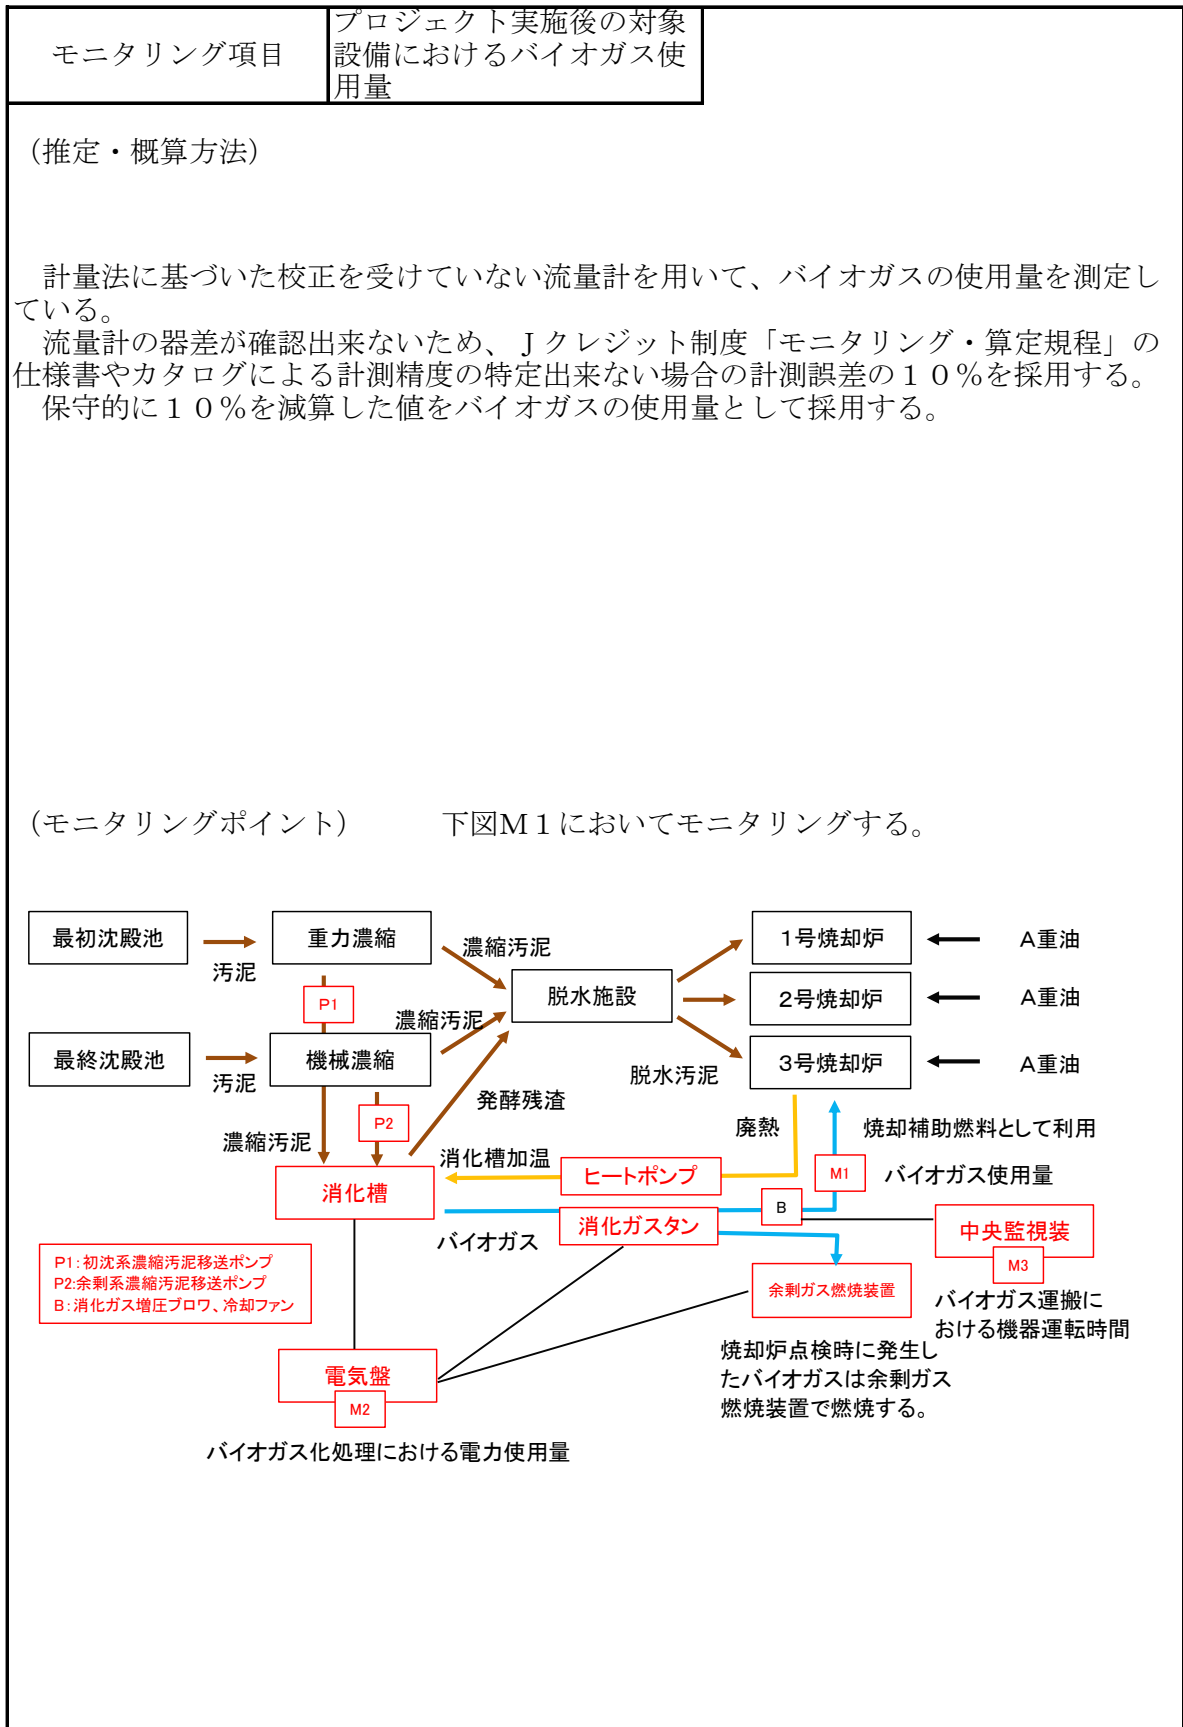 モニタリング項目
プロジェクト実施後の対象
設備におけるバイオガス使
用量
（推定・概算方法）
計量法に基づいた校正を受けていない流量計を用いて、バイオガスの使用量を測定し
ている。
流量計の器差が確認出来ないため、Ｊクレジット制度「モニタリング・算定規程」の
仕様書やカタログによる計測精度の特定出来ない場合の計測誤差の１０％を採用する。
保守的に１０％を減算した値をバイオガスの使用量として採用する。
（モニタリングポイント）　　　下図Ｍ１においてモニタリングする。
最初沈殿池
汚泥
重力濃縮
濃縮汚泥
P1
脱水施設
1号焼却炉
A重油
2号焼却炉
A重油
最終沈殿池
汚泥
機械濃縮
濃縮汚泥
脱水汚泥
3号焼却炉
A重油
発酵残渣
P2
濃縮汚泥
廃熱
焼却補助燃料として利用
消化槽
消化槽加温
ヒートポンプ
M1
バイオガス使用量
バイオガス
消化ガスタン
B
中央監視装
M3
バイオガス運搬に
おける機器運転時間
P1：初沈系濃縮汚泥移送ポンプ
P2:余剰系濃縮汚泥移送ポンプ
B：消化ガス増圧ブロワ、冷却ファン
余剰ガス燃焼装置
焼却炉点検時に発生し
たバイオガスは余剰ガス
燃焼装置で燃焼する。
電気盤
M2
バイオガス化処理における電力使用量